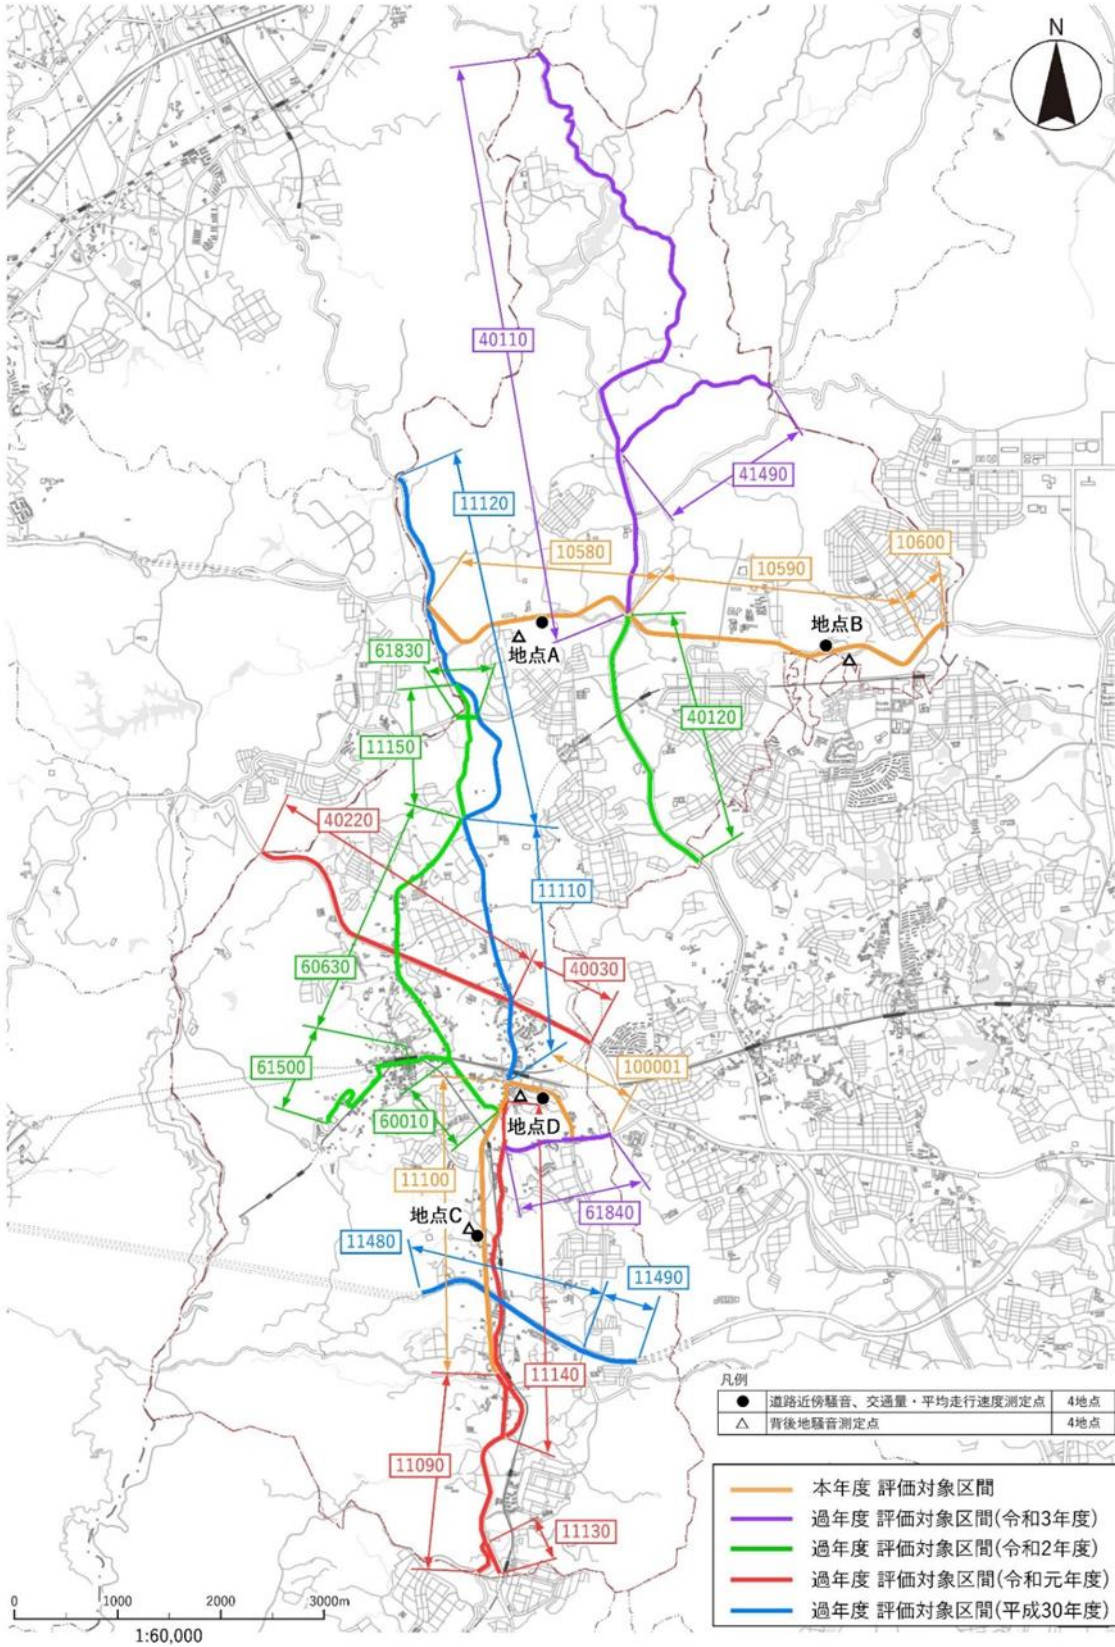 N
40110
41490
11120
10580
10590
10600
地点A
地点B
61830
11150
40120
40220
11110
60630
40030
61500
100001
60010
地点D
11100
61840
地点C
11480
11490
11140
11090
11130
凡例
● 道路近傍騒音、交通量・平均走行速度測定点 4地点
△ 背後地騒音測定点 4地点
本年度 評価対象区間
過年度 評価対象区間(令和3年度)
過年度 評価対象区間(令和2年度)
過年度 評価対象区間(令和元年度)
過年度 評価対象区間(平成30年度)
0 1000 2000 3000m
1:60,000